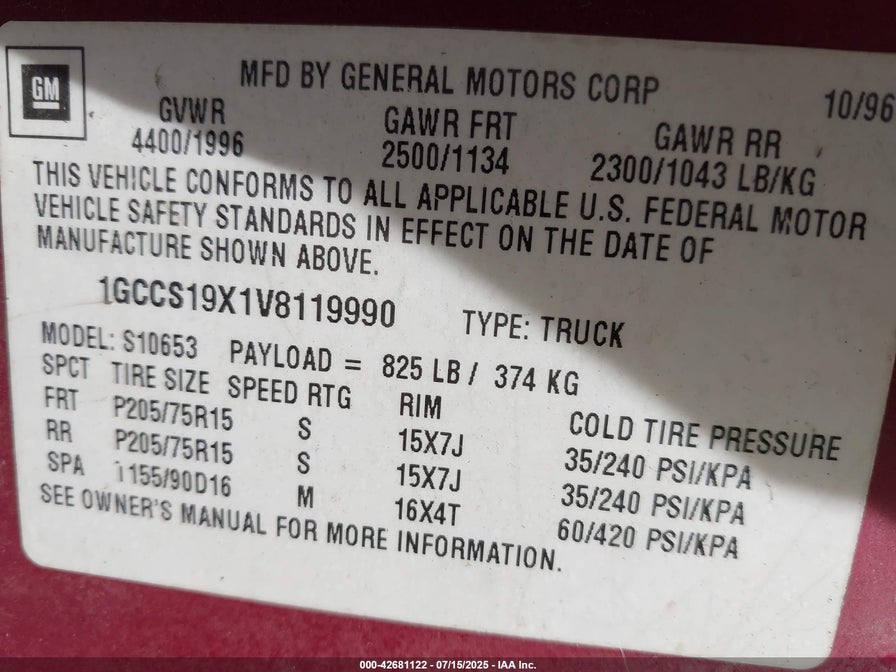 GM
MFD BY GENERAL MOTORS CORP 10/96
GVWR GAWR FRT GAWR RR
4400/1996 2500/1134 2300/1043 LB/KG
THIS VEHICLE CONFORMS TO ALL APPLICABLE U.S. FEDERAL MOTOR
VEHICLE SAFETY STANDARDS IN EFFECT ON THE DATE OF
MANUFACTURE SHOWN ABOVE.
1GCCS19X1V8119990 TYPE: TRUCK
MODEL: S10653 PAYLOAD = 825 LB / 374 KG
SPCT TIRE SIZE SPEED RTG RIM COLD TIRE PRESSURE
FRT P205/75R15 S 15X7J 35/240 PSI/KPA
RR P205/75R15 S 15X7J 35/240 PSI/KPA
SPA T155/90D16 M 16X4T 60/420 PSI/KPA
SEE OWNER'S MANUAL FOR MORE INFORMATION.
000-42681122 - 07/15/2025 - IAA Inc.